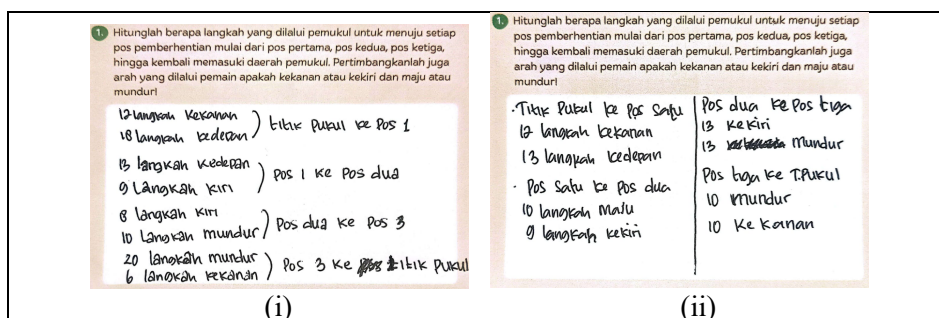 1. Hitunglah berapa langkah yang dilalui pemukul untuk menuju setiap
pos pemberhentian mulai dari pos pertama, pos kedua, pos ketiga,
hingga kembali memasuki daerah pemukul. Pertimbangkanlah juga
arah yang dilalui pemain apakah kekanan atau kekiri dan maju atau
mundur!
12 langkah kekanan
18 langkah kedepan ) titik pukul ke Pos 1
13 langkah kedepan
9 Langkah kiri ) Pos 1 ke Pos dua
8 langkah kiri
10 Langkah mundur ) Pos dua ke Pos 3
20 langkah mundur
6 langkah kekanan ) Pos 3 ke titik Pukul
(i)
1. Hitunglah berapa langkah yang dilalui pemukul untuk menuju setiap
pos pemberhentian mulai dari pos pertama, pos kedua, pos ketiga,
hingga kembali memasuki daerah pemukul. Pertimbangkanlah juga
arah yang dilalui pemain apakah kekanan atau kekiri dan maju atau
mundur!
· Titik Pukul ke Pos Satu
12 langkah kekanan
13 langkah kedepan
· Pos Satu ke Pos dua
10 langkah maju
9 langkah kekiri
Pos dua ke Pos tiga
13 Kekiri
13 Mundur
Pos tiga ke T.Pukul
10 mundur
10 Ke Kanan
(ii)